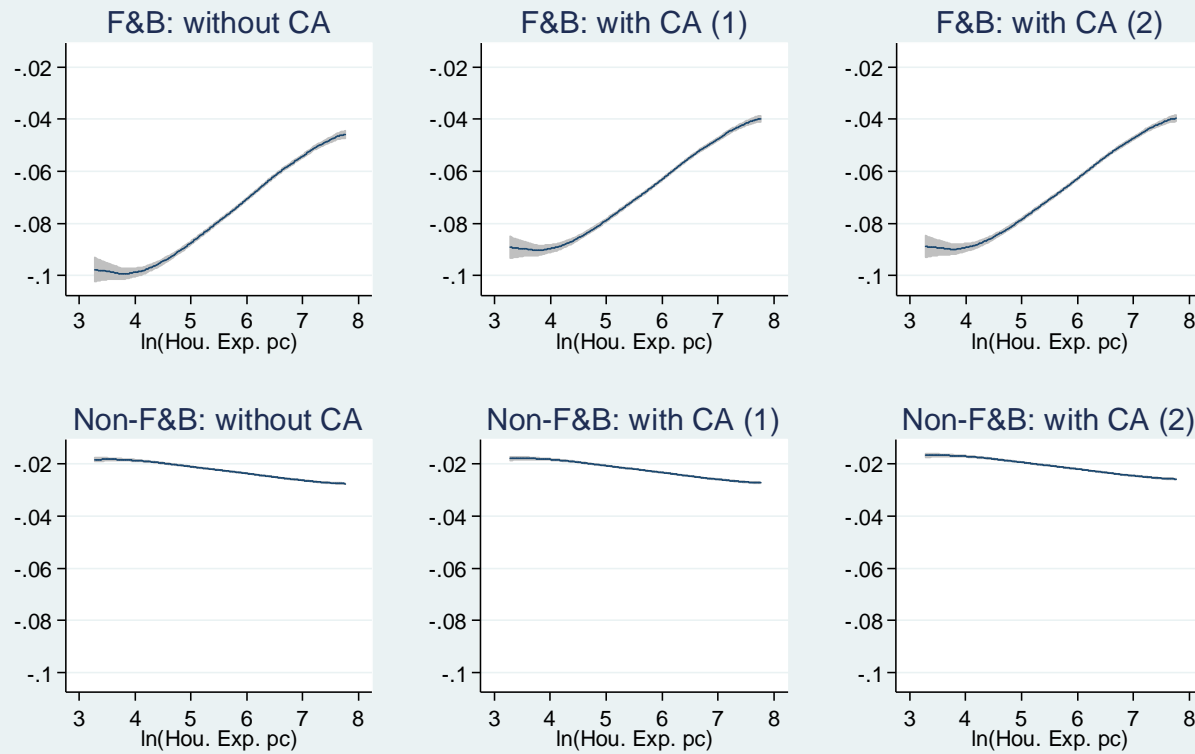 F&B: without CA
-.02
-.04
-.06
-.08
-.1
3 4 5 6 7 8
ln(Hou. Exp. pc)
F&B: with CA (1)
-.02
-.04
-.06
-.08
-.1
3 4 5 6 7 8
ln(Hou. Exp. pc)
F&B: with CA (2)
-.02
-.04
-.06
-.08
-.1
3 4 5 6 7 8
ln(Hou. Exp. pc)
Non-F&B: without CA
-.02
-.04
-.06
-.08
-.1
3 4 5 6 7 8
ln(Hou. Exp. pc)
Non-F&B: with CA (1)
-.02
-.04
-.06
-.08
-.1
3 4 5 6 7 8
ln(Hou. Exp. pc)
Non-F&B: with CA (2)
-.02
-.04
-.06
-.08
-.1
3 4 5 6 7 8
ln(Hou. Exp. pc)